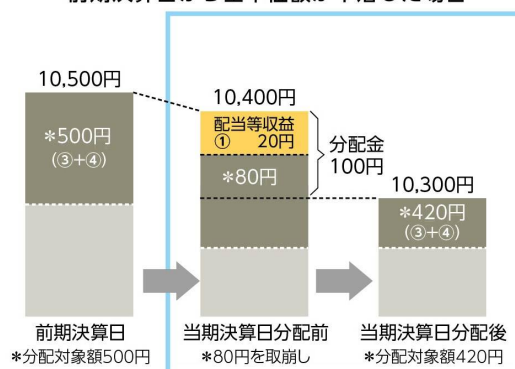 前期決算日から基準価額が下落した場合
10,500円
*500円
(③+④)
10,400円
配当等収益
① 20円
*80円
分配金
100円
10,300円
*420円
(③+④)
前期決算日
*分配対象額500円
当期決算日分配前
*80円を取崩し
当期決算日分配後
*分配対象額420円